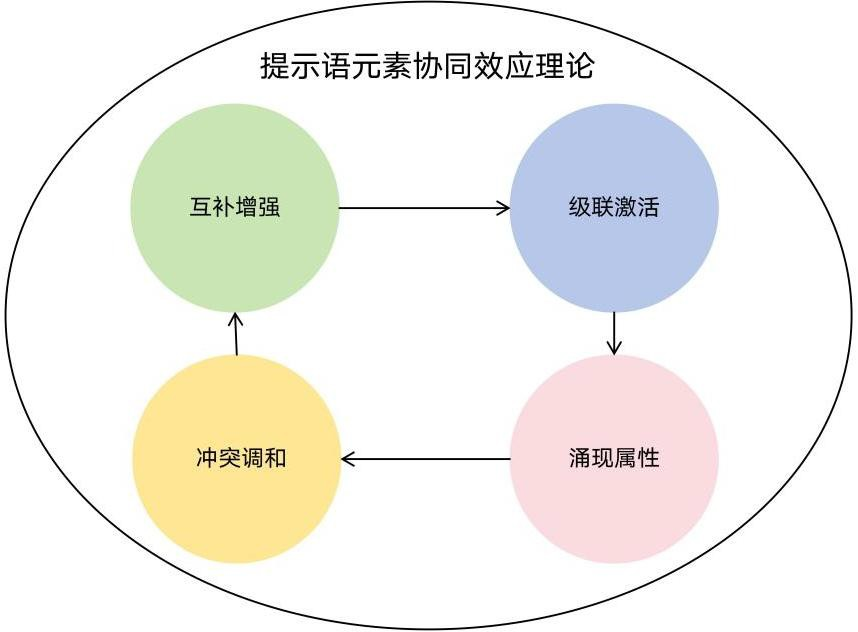 提示语元素协同效应理论
互补增强
级联激活
冲突调和
涌现属性